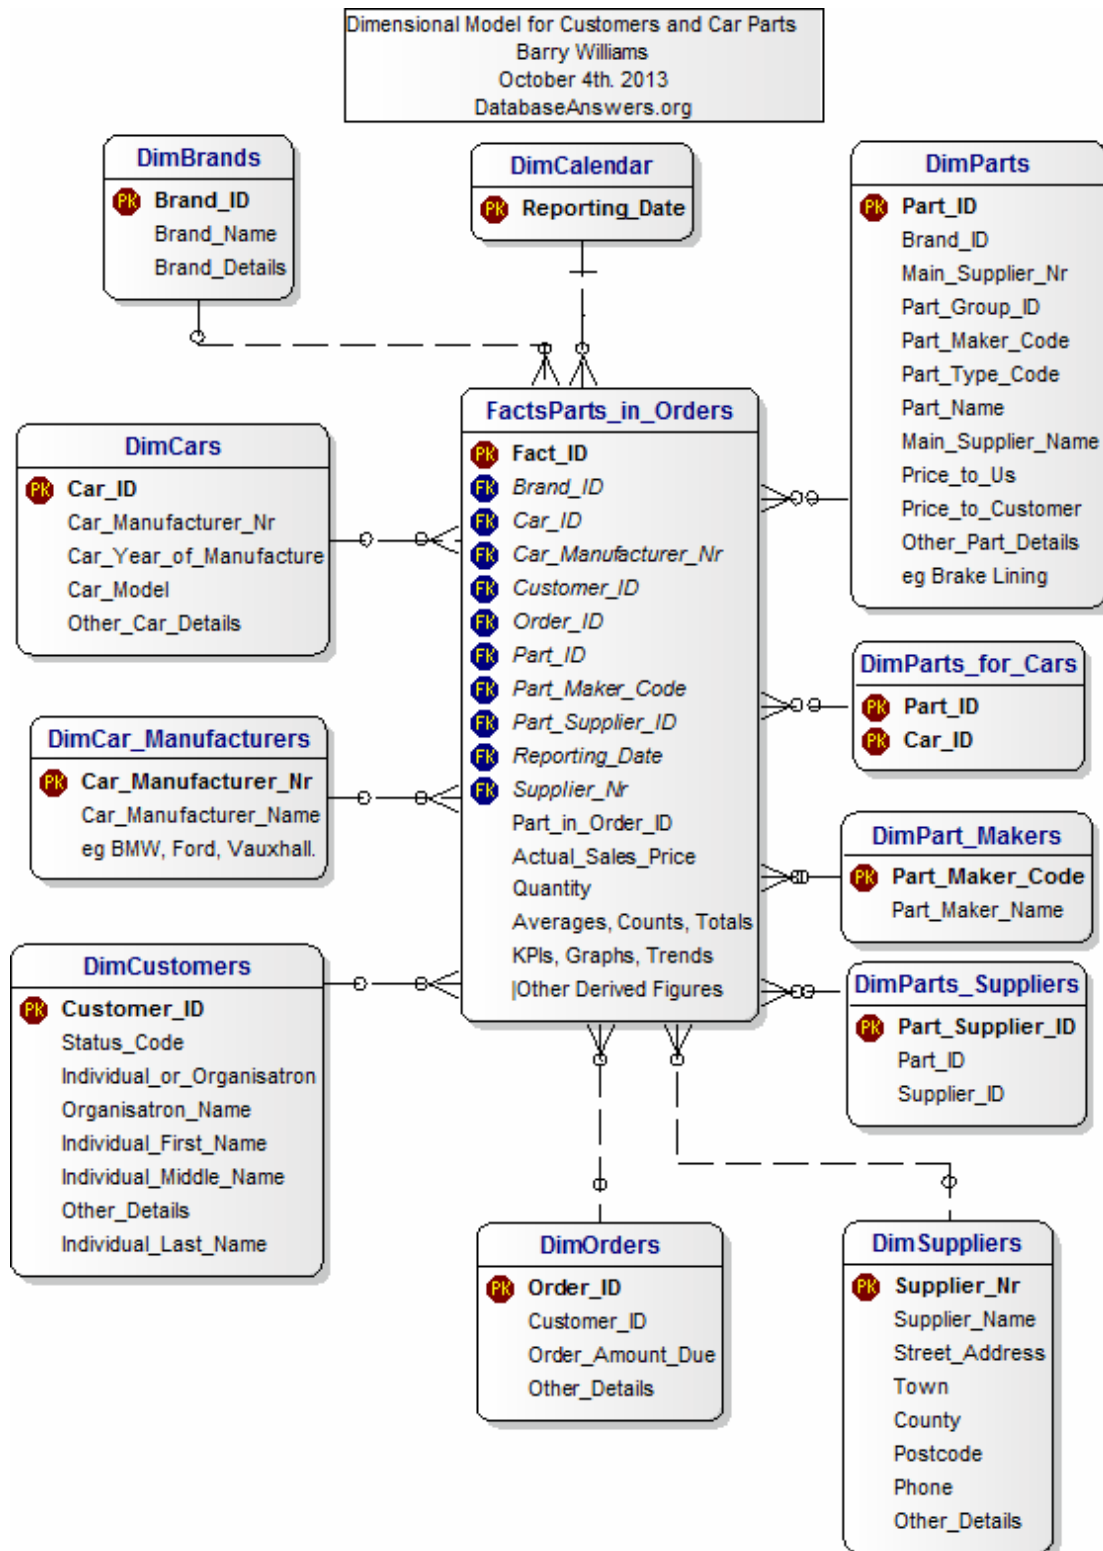 Dimensional Model for Customers and Car Parts
Barry Williams
October 4th. 2013
DatabaseAnswers.org
DimBrands
PK Brand_ID
Brand_Name
Brand_Details
DimCalendar
PK Reporting_Date
DimParts
PK Part_ID
Brand_ID
Main_Supplier_Nr
Part_Group_ID
Part_Maker_Code
Part_Type_Code
Part_Name
Main_Supplier_Name
Price_to_Us
Price_to_Customer
Other_Part_Details
eg Brake Lining
DimCars
PK Car_ID
Car_Manufacturer_Nr
Car_Year_of_Manufacture
Car_Model
Other_Car_Details
FactsParts_in_Orders
PK Fact_ID
FK Brand_ID
FK Car_ID
FK Car_Manufacturer_Nr
FK Customer_ID
FK Order_ID
FK Part_ID
FK Part_Maker_Code
FK Part_Supplier_ID
FK Reporting_Date
FK Supplier_Nr
Part_in_Order_ID
Actual_Sales_Price
Quantity
Averages, Counts, Totals
KPIs, Graphs, Trends
|Other Derived Figures
DimParts_for_Cars
PK Part_ID
PK Car_ID
DimCar_Manufacturers
PK Car_Manufacturer_Nr
Car_Manufacturer_Name
eg BMW, Ford, Vauxhall.
DimPart_Makers
PK Part_Maker_Code
Part_Maker_Name
DimCustomers
PK Customer_ID
Status_Code
Individual_or_Organisatron
Organisatron_Name
Individual_First_Name
Individual_Middle_Name
Other_Details
Individual_Last_Name
DimParts_Suppliers
PK Part_Supplier_ID
Part_ID
Supplier_ID
DimOrders
PK Order_ID
Customer_ID
Order_Amount_Due
Other_Details
DimSuppliers
PK Supplier_Nr
Supplier_Name
Street_Address
Town
County
Postcode
Phone
Other_Details